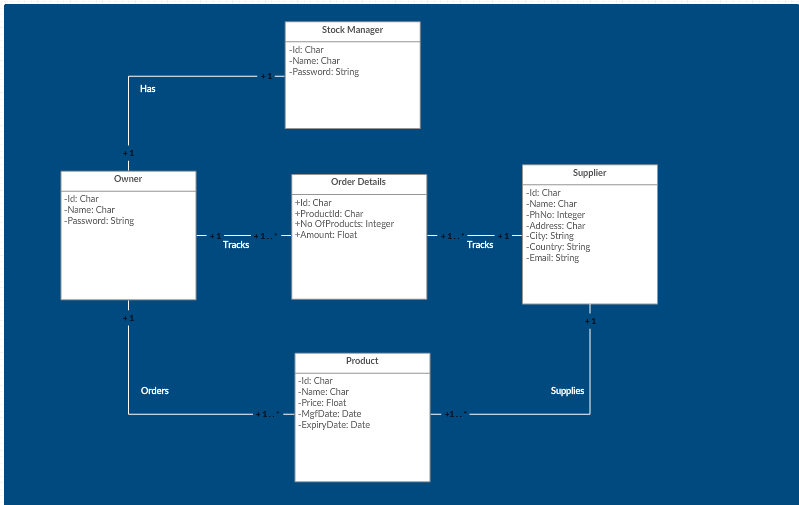 Stock Manager
-Id: Char
-Name: Char
-Password: String
+1
Has
+1
Owner
-Id: Char
-Name: Char
-Password: String
Order Details
+Id: Char
+ProductId: Char
+No OfProducts: Integer
+Amount: Float
Supplier
-Id: Char
-Name: Char
-PhNo: Integer
-Address: Char
-City: String
-Country: String
-Email: String
+1
+1..*
Tracks
+1..*
+1
Tracks
+1
+1
Product
-Id: Char
-Name: Char
-Price: Float
-MgfDate: Date
-ExpiryDate: Date
Orders
Supplies
+1..*
+1..*